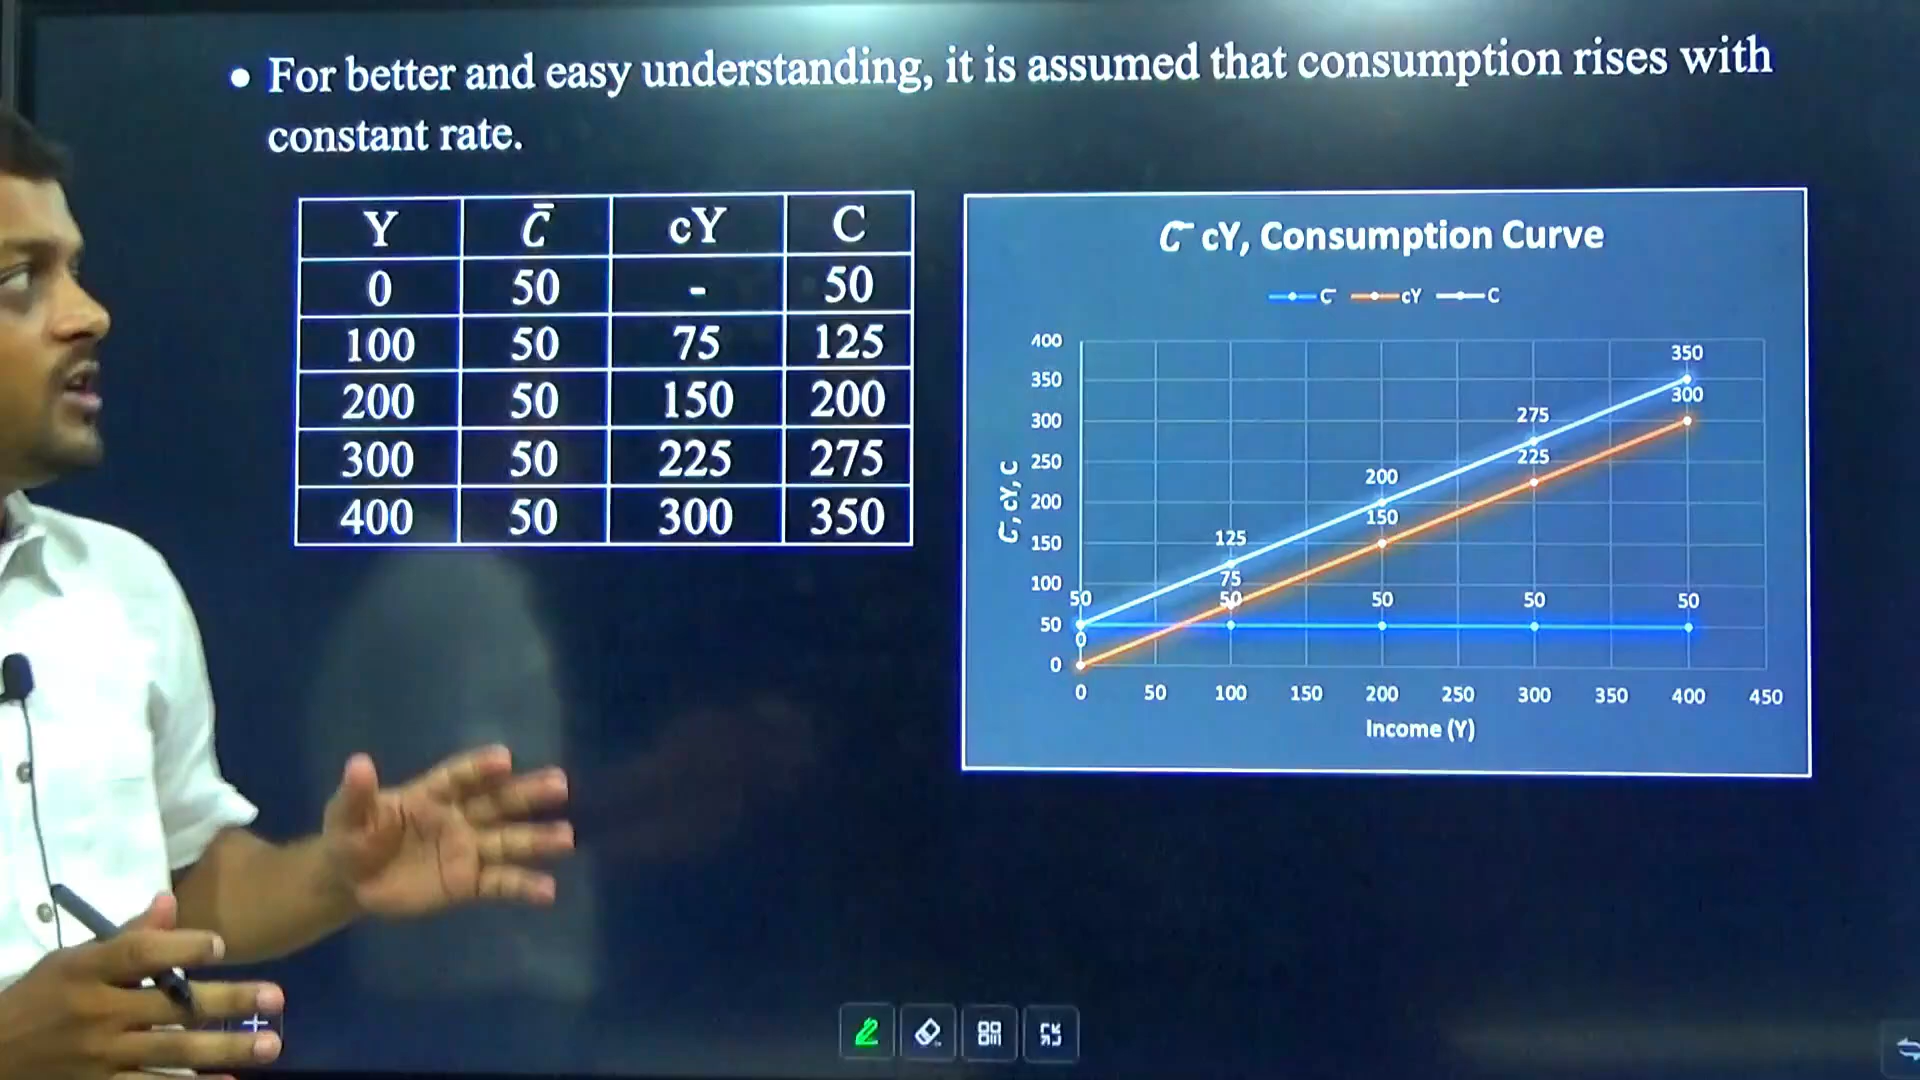 • For better and easy understanding, it is assumed that consumption rises with
constant rate.
Y C̄ cY C
0 50 - 50
100 50 75 125
200 50 150 200
300 50 225 275
400 50 300 350
C̄ cY, Consumption Curve
C̄ cY C
C̄, cY, C
400
350
300
250
200
150
100
50
0
350
300
275
225
200
150
125
75
50 50 50 50 50
0
0 50 100 150 200 250 300 350 400 450
Income (Y)